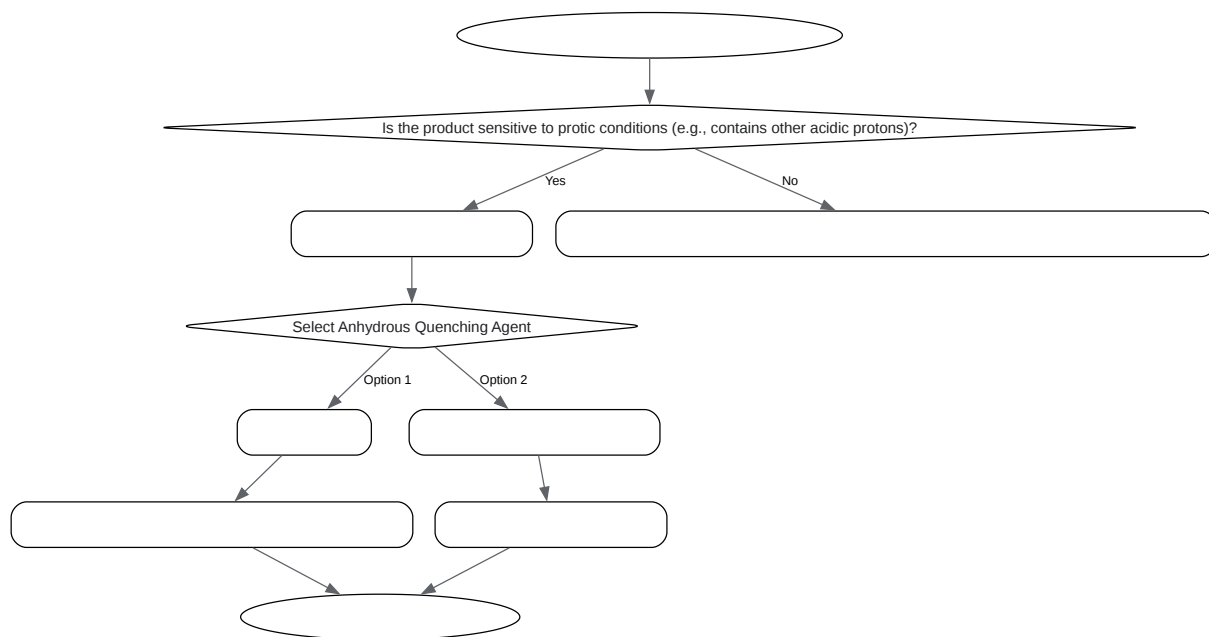 Is the product sensitive to protic conditions (e.g., contains other acidic protons)?
Yes
No
Select Anhydrous Quenching Agent
Option 1
Option 2